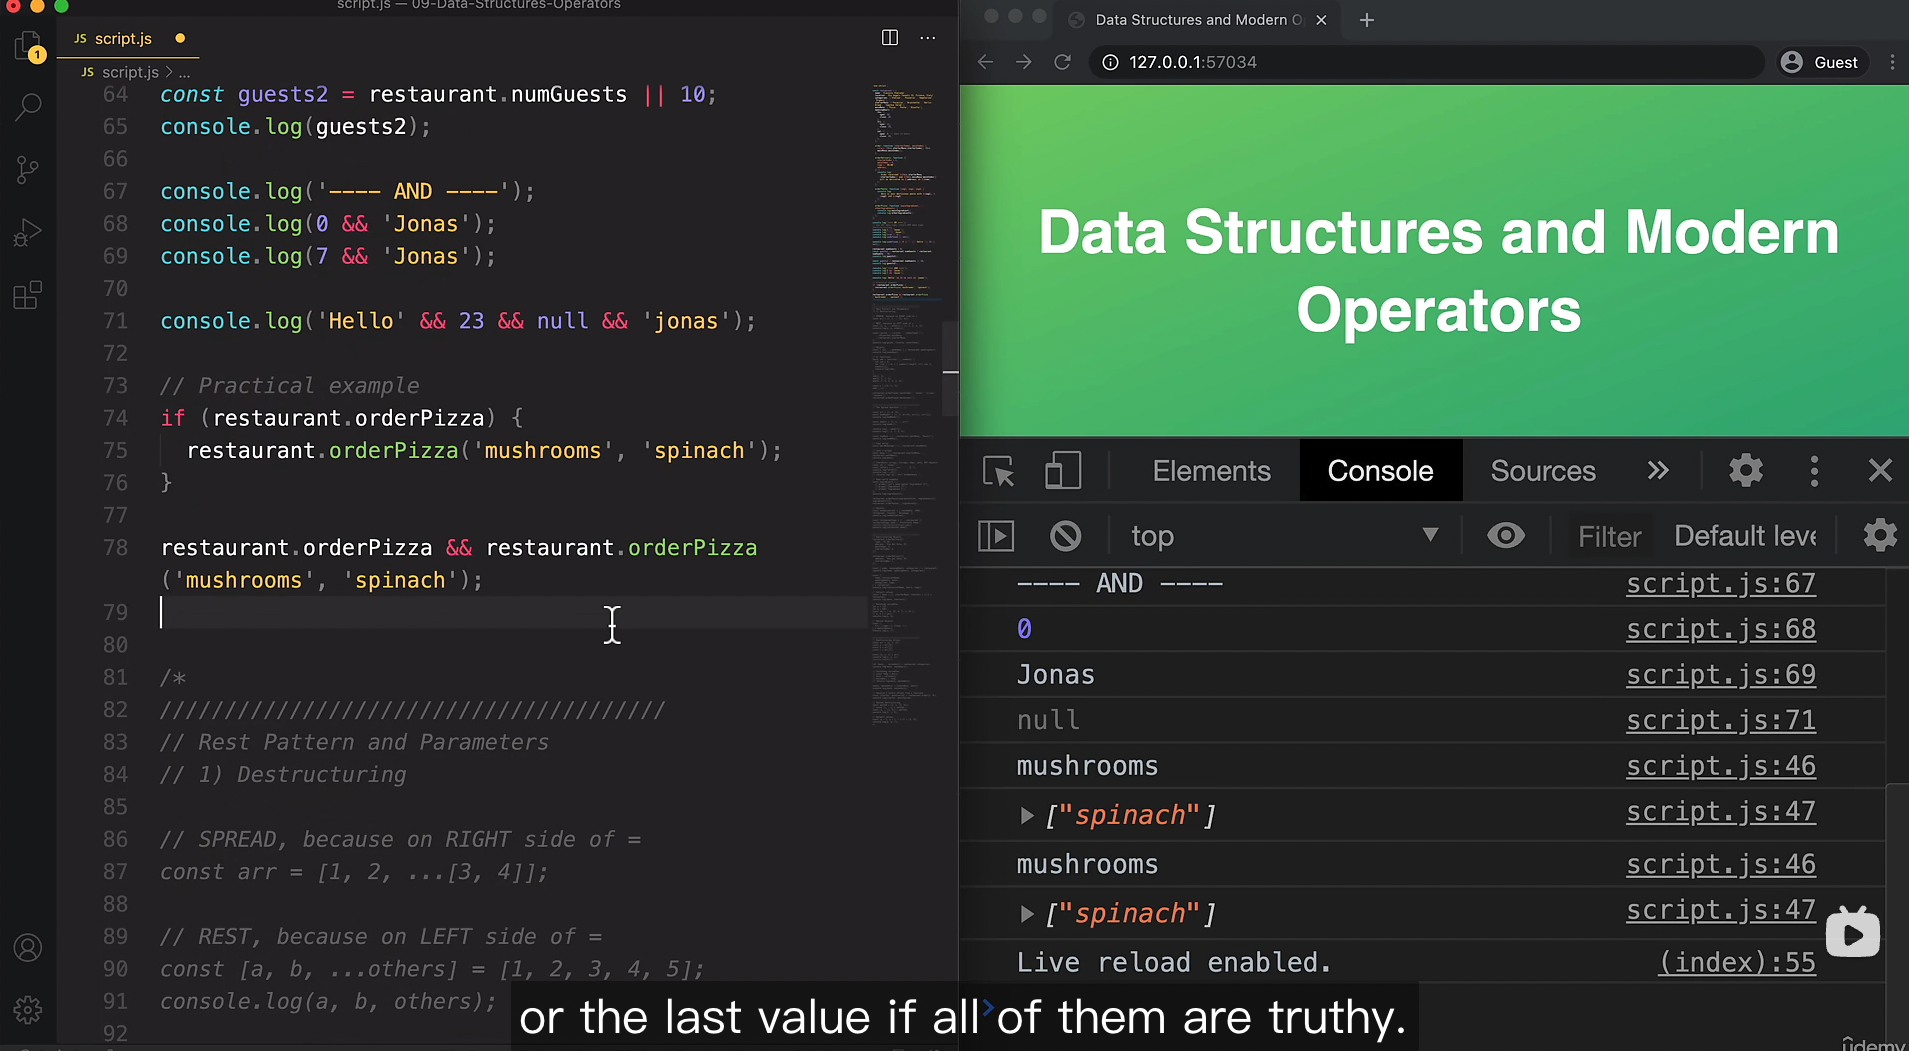 script.js — 09-Data-Structures-Operators
JS script.js
1
JS script.js > ...
64 const guests2 = restaurant.numGuests || 10;
65 console.log(guests2);
66
67 console.log('---- AND ----');
68 console.log(0 && 'Jonas');
69 console.log(7 && 'Jonas');
70
71 console.log('Hello' && 23 && null && 'jonas');
72
73 // Practical example
74 if (restaurant.orderPizza) {
75 restaurant.orderPizza('mushrooms', 'spinach');
76 }
77
78 restaurant.orderPizza && restaurant.orderPizza
('mushrooms', 'spinach');
79
80
81 /*
82 ///////////////////////////////////////
83 // Rest Pattern and Parameters
84 // 1) Destructuring
85
86 // SPREAD, because on RIGHT side of =
87 const arr = [1, 2, ...[3, 4]];
88
89 // REST, because on LEFT side of =
90 const [a, b, ...others] = [1, 2, 3, 4, 5];
91 console.log(a, b, others);
92
Data Structures and Modern O
127.0.0.1:57034
Guest
Data Structures and Modern
Operators
Elements Console Sources »
top Filter Default leve
---- AND ---- script.js:67
0 script.js:68
Jonas script.js:69
null script.js:71
mushrooms script.js:46
["spinach"] script.js:47
mushrooms script.js:46
["spinach"] script.js:47
Live reload enabled. (index):55
or the last value if all of them are truthy.
ûdemy